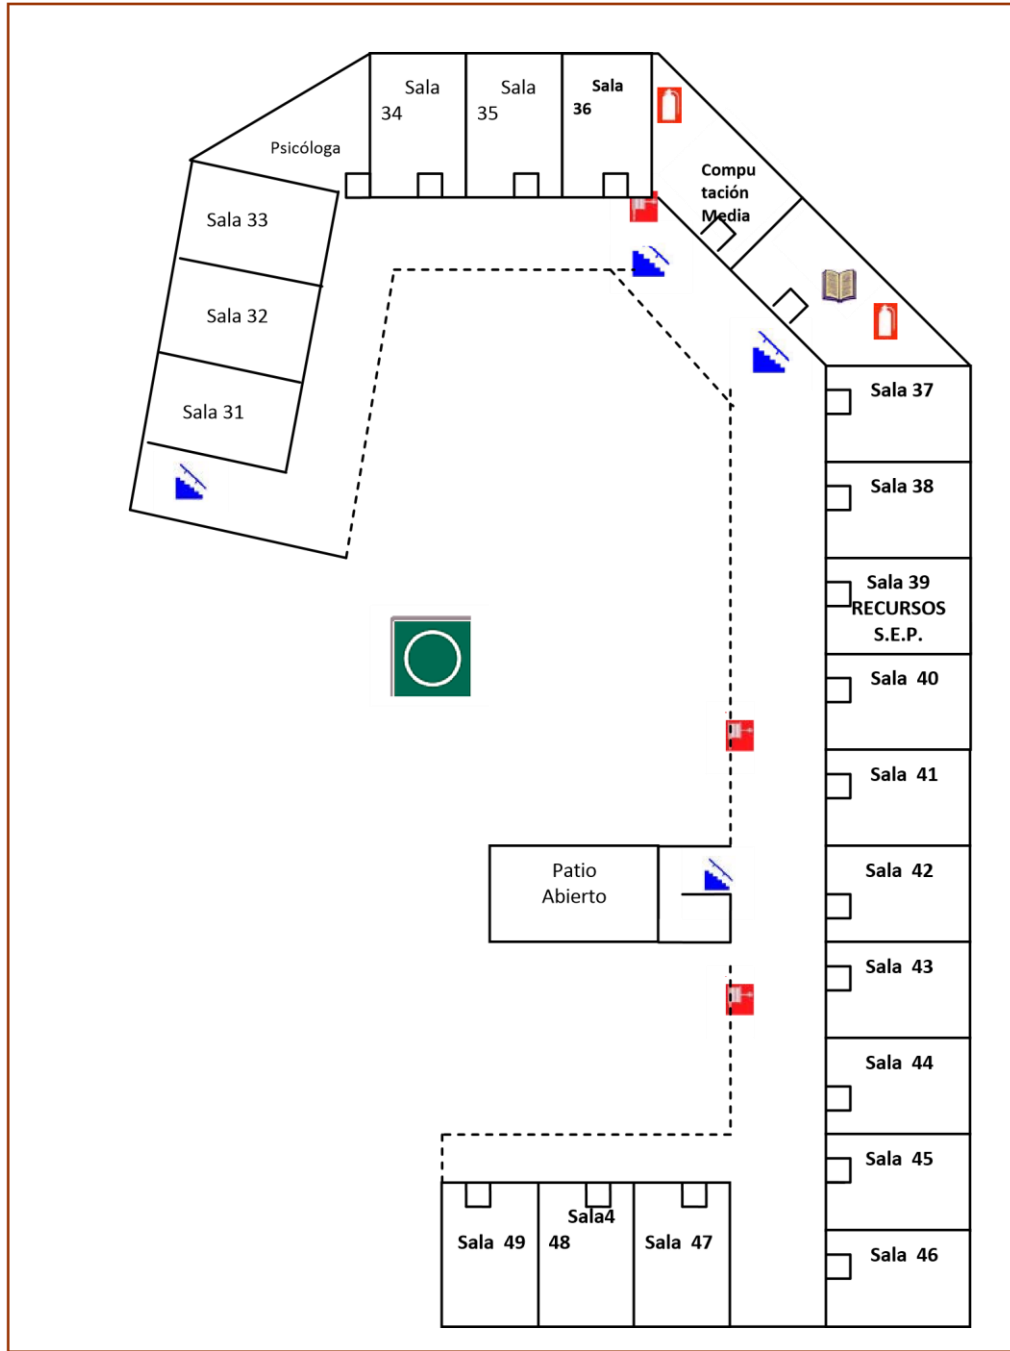 Sala
34
Sala
35
Sala
36
Psicóloga
Compu
tación
Media
Sala 33
Sala 32
Sala 31
Sala 37
Sala 38
Sala 39
RECURSOS
S.E.P.
Sala 40
Sala 41
Patio
Abierto
Sala 42
Sala 43
Sala 44
Sala 45
Sala 46
Sala 49
Sala4
48
Sala 47